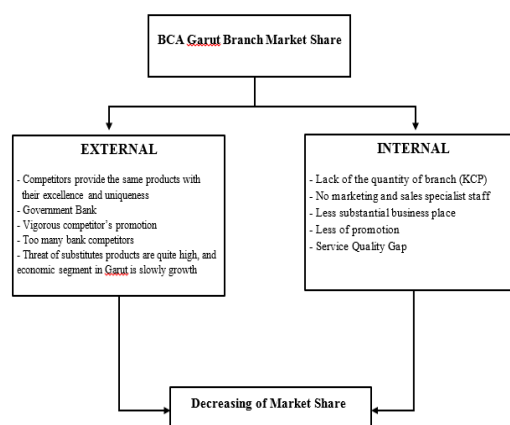 BCA Garut Branch Market Share
EXTERNAL
- Competitors provide the same products with
their excellence and uniqueness
- Government Bank
- Vigorous competitor's promotion
- Too many bank competitors
- Threat of substitutes products are quite high, and
economic segment in Garut is slowly growth
INTERNAL
- Lack of the quantity of branch (KCP)
- No marketing and sales specialist staff
- Less substantial business place
- Less of promotion
- Service Quality Gap
Decreasing of Market Share